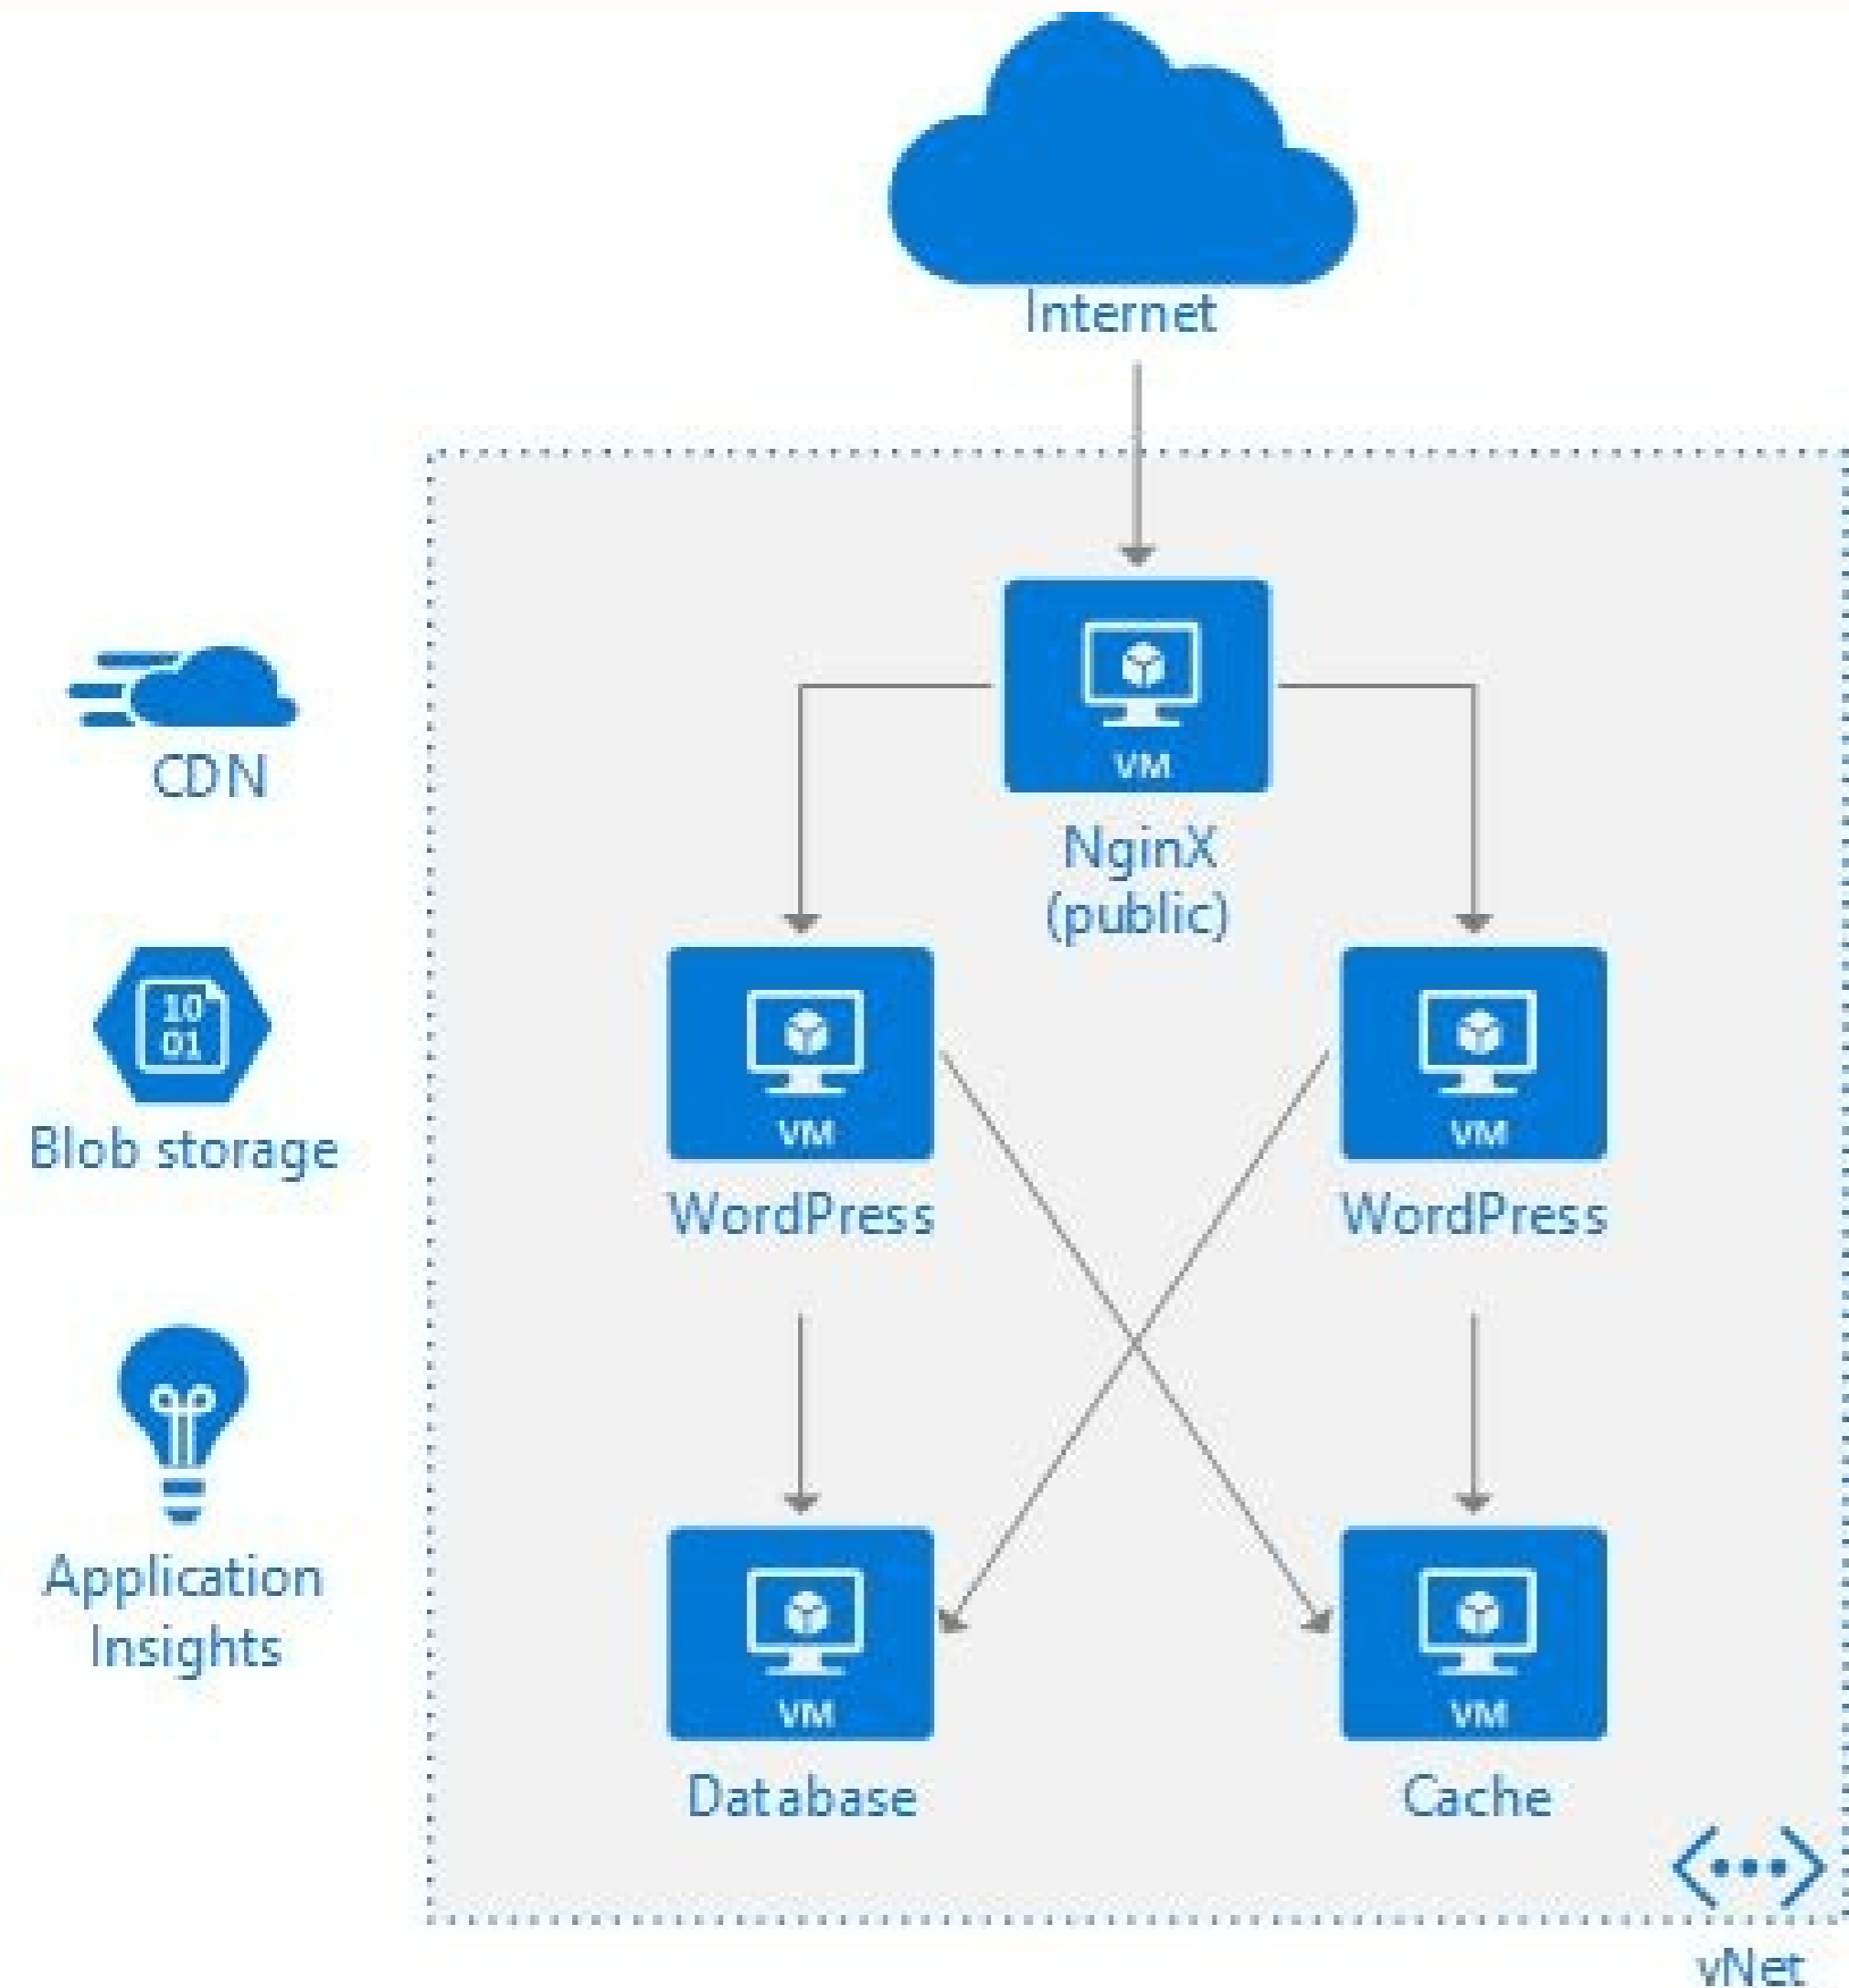 Internet
VM
NginX
(public)
CDN
10
01
Blob storage
VM
WordPress
VM
WordPress
Application
Insights
VM
Database
VM
Cache
vNet